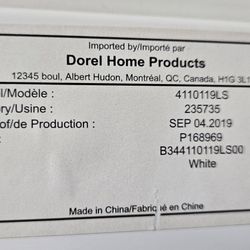 Imported by/Importé par
Dorel Home Products
12345 boul, Albert Hudon, Montréal, QC, Canada, H1G 3L
l/Modèle : 4110119LS
ry/Usine : 235735
of/de Production : SEP 04.2019
: P168969
B344110119LS00
White
Made in China/Fabriqué en Chine